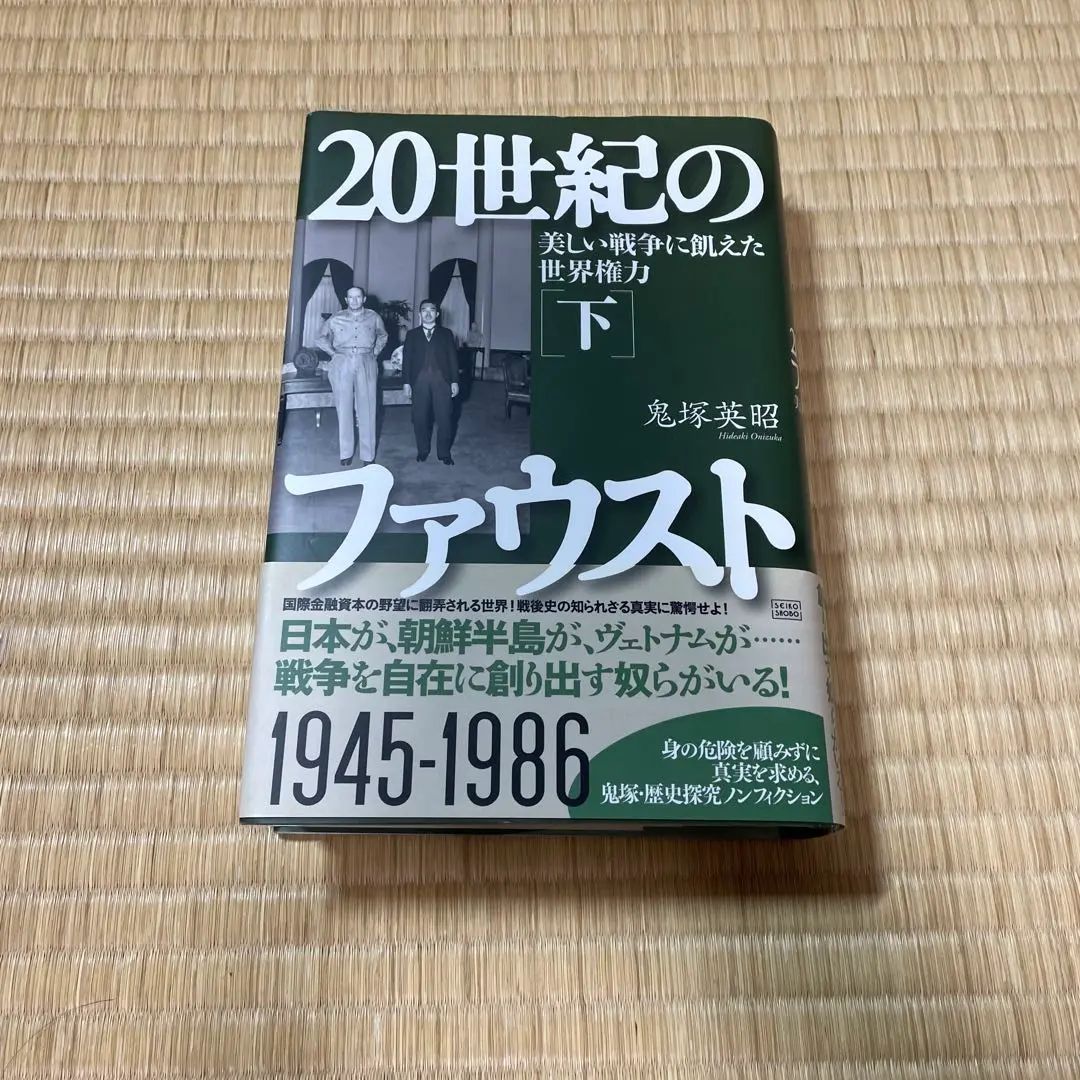 20世紀の
美しい戦争に飢えた
世界権力
[下]
鬼塚英昭
Hideaki Onizuka
ファウスト
国際金融資本の野望に翻弄される世界!戦後史の知られざる真実に驚愕せよ!
SEIKO
SHOBO
日本が、朝鮮半島が、ヴェトナムが……
戦争を自在に創り出す奴らがいる!
1945-1986
身の危険を顧みずに
真実を求める、
鬼塚・歴史探究ノンフィクション